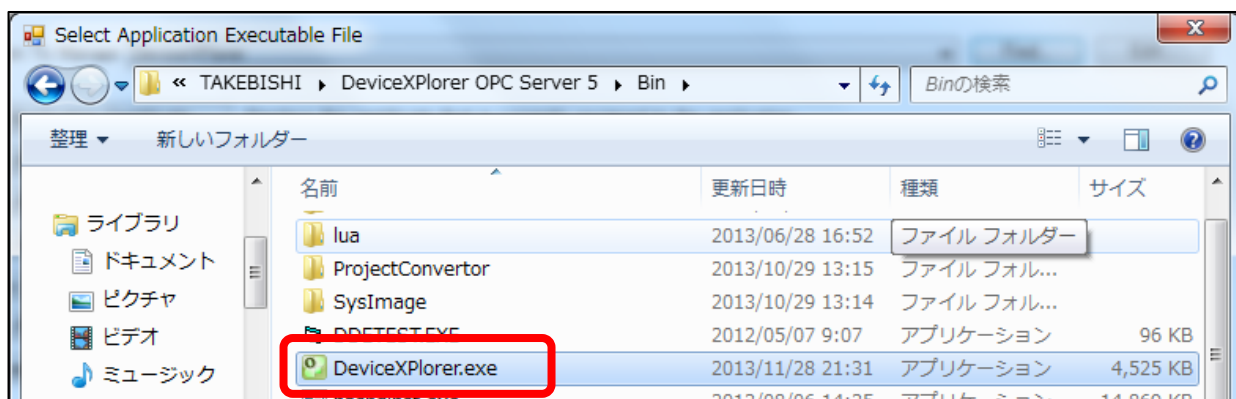 Select Application Executable File
« TAKEBISHI ▸ DeviceXPlorer OPC Server 5 ▸ Bin ▸
Binの検索
整理 ▼ 新しいフォルダー
名前 更新日時 種類 サイズ
ライブラリ
ドキュメント
ピクチャ
ビデオ
ミュージック
lua 2013/06/28 16:52 ファイル フォルダー
ProjectConvertor 2013/10/29 13:15 ファイル フォル...
SysImage 2013/10/29 13:14 ファイル フォル...
DDETEST.EXE 2012/05/07 9:07 アプリケーション 96 KB
DeviceXPlorer.exe 2013/11/28 21:31 アプリケーション 4,525 KB